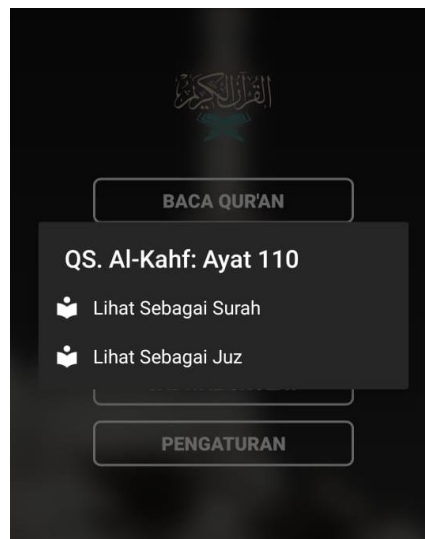 القرآن الكريم
BACA QUR'AN
QS. Al-Kahf: Ayat 110
Lihat Sebagai Surah
Lihat Sebagai Juz
PENGATURAN